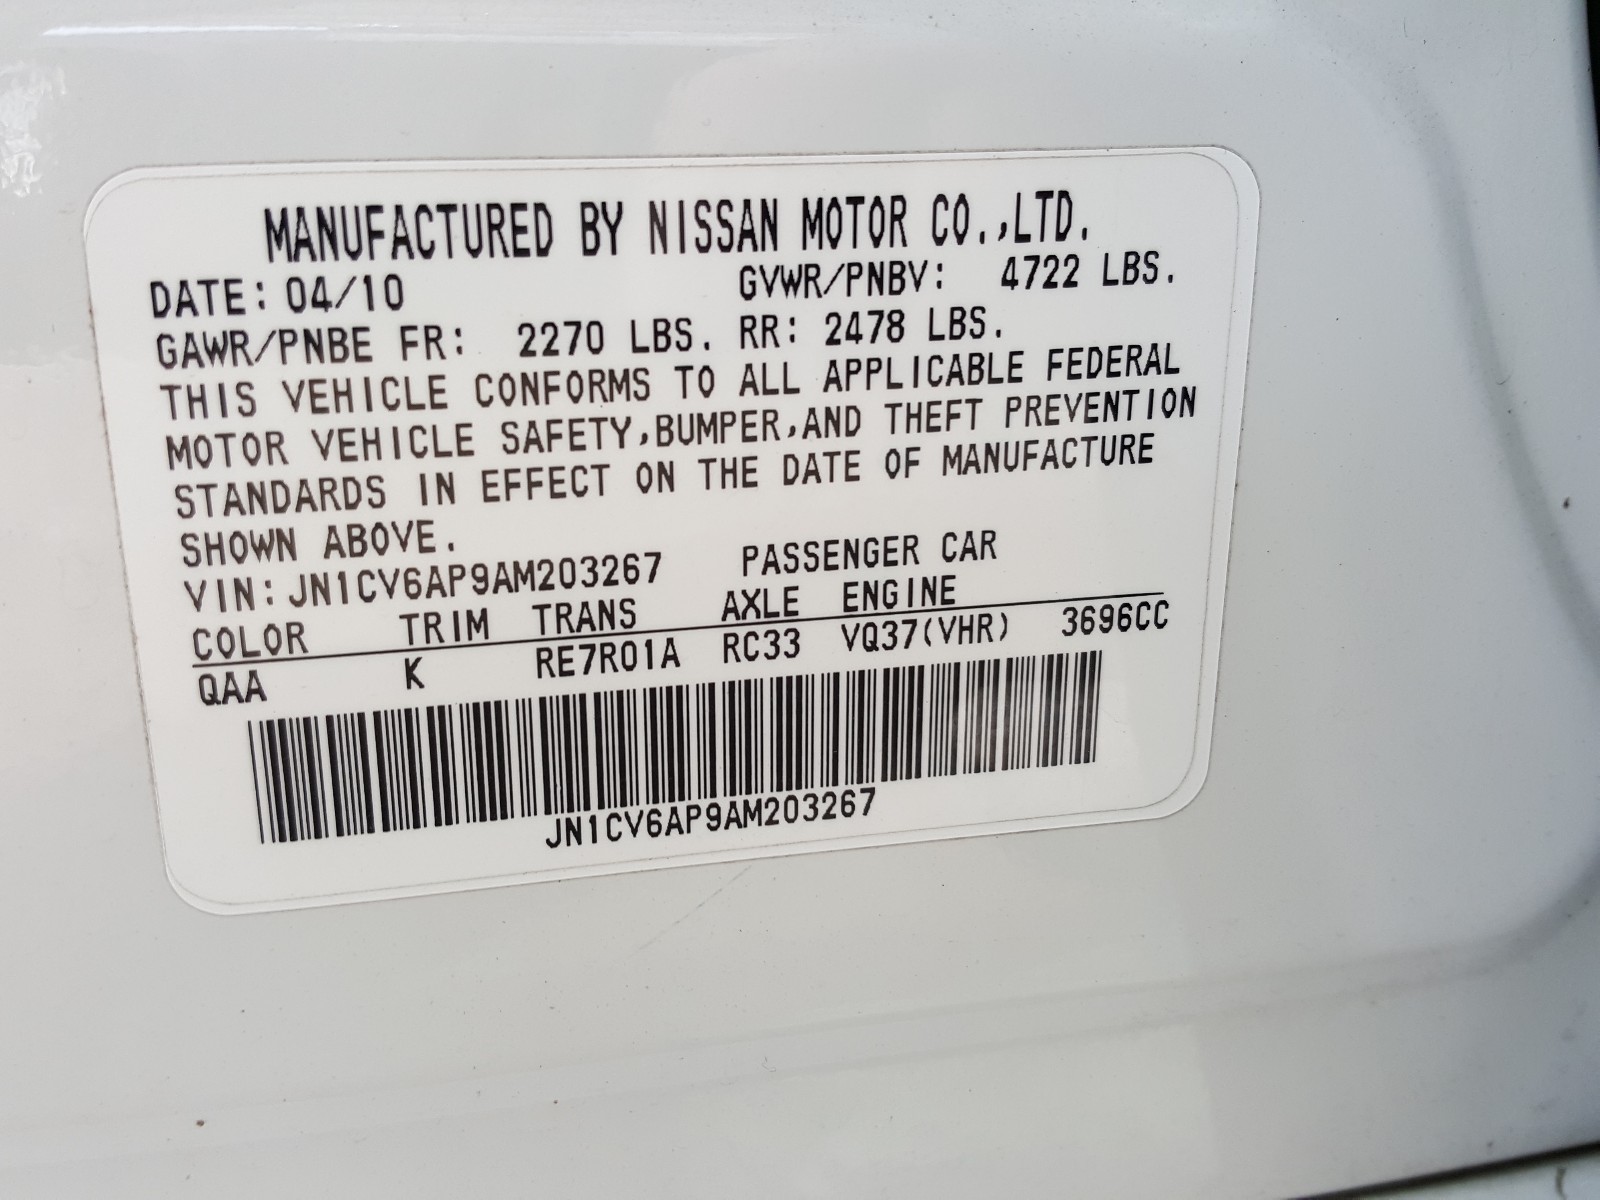 MANUFACTURED BY NISSAN MOTOR CO.,LTD.
DATE: 04/10 GVWR/PNBV: 4722 LBS.
GAWR/PNBE FR: 2270 LBS. RR: 2478 LBS.
THIS VEHICLE CONFORMS TO ALL APPLICABLE FEDERAL
MOTOR VEHICLE SAFETY,BUMPER,AND THEFT PREVENTION
STANDARDS IN EFFECT ON THE DATE OF MANUFACTURE
SHOWN ABOVE.
VIN: JN1CV6AP9AM203267 PASSENGER CAR
COLOR TRIM TRANS AXLE ENGINE
QAA K RE7R01A RC33 VQ37(VHR) 3696CC
JN1CV6AP9AM203267